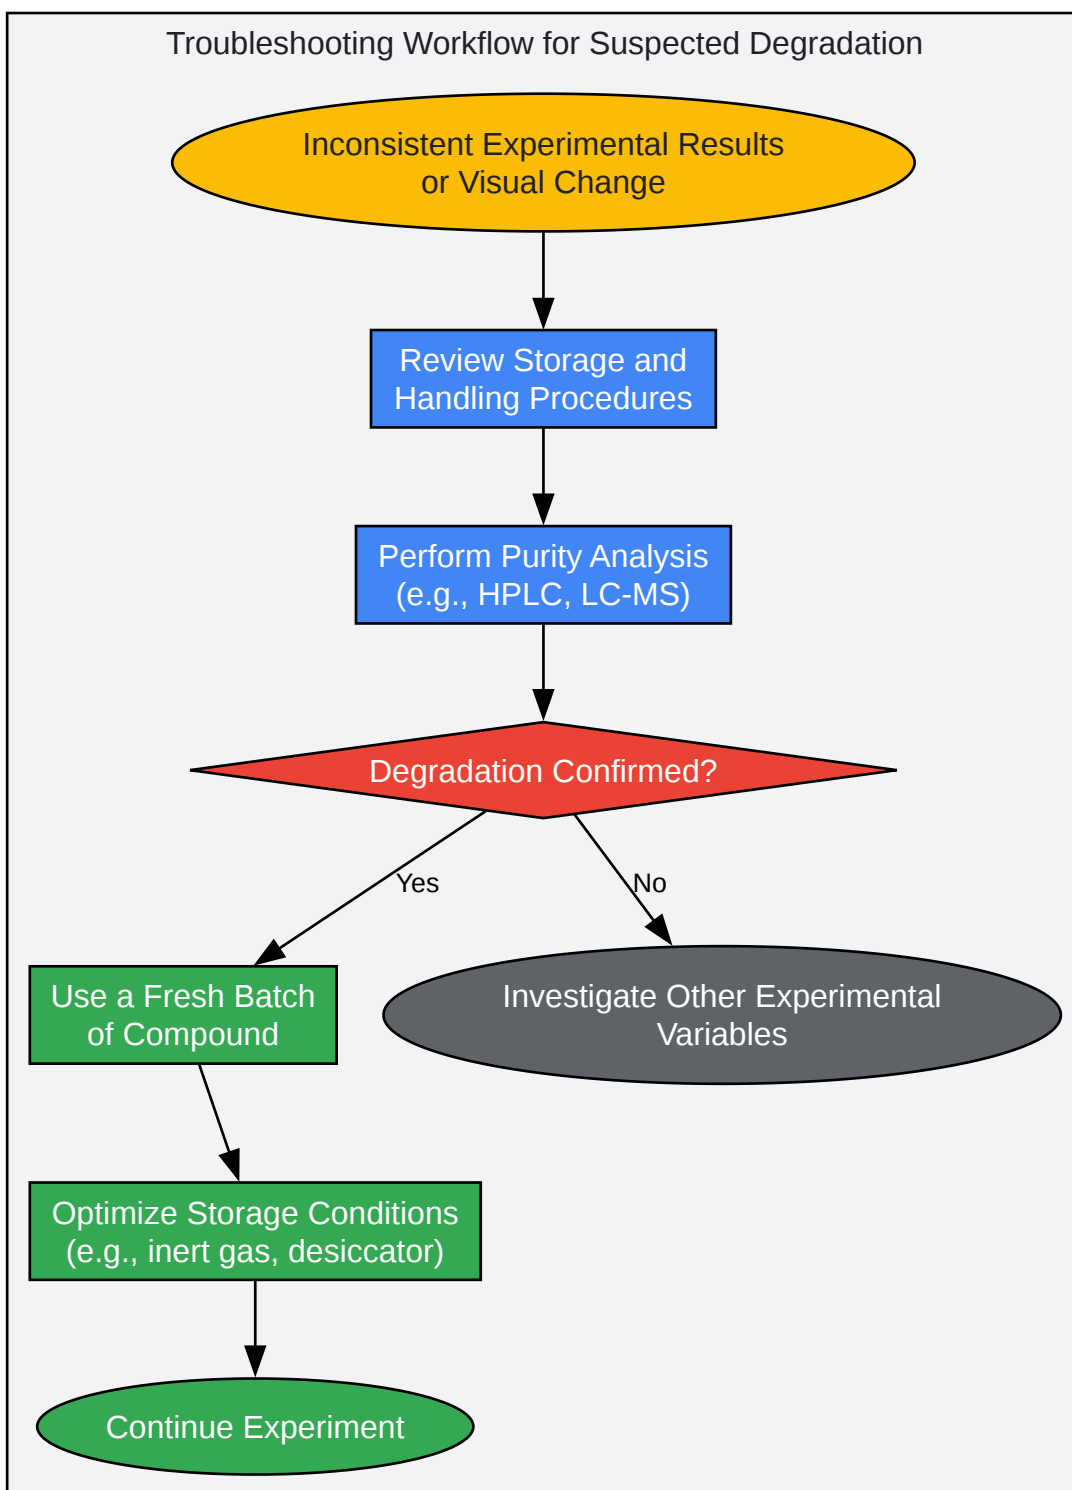 Troubleshooting Workflow for Suspected Degradation
Inconsistent Experimental Results
or Visual Change
Review Storage and
Handling Procedures
Perform Purity Analysis
(e.g., HPLC, LC-MS)
Degradation Confirmed?
Yes
No
Use a Fresh Batch
of Compound
Investigate Other Experimental
Variables
Optimize Storage Conditions
(e.g., inert gas, desiccator)
Continue Experiment